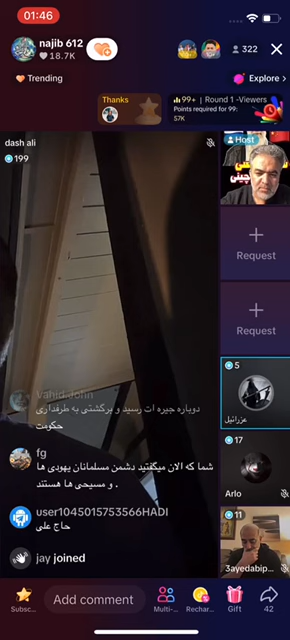 01:46
najib 612
18.7K
322
Trending
Explore >
Thanks
99+ | Round 1 -Viewers
Points required for 99:
57K
dash ali
199
Host
چینی
Request
Request
5
عزرائیل
17
Arlo
11
3ayedabip...
Vahid.john
دوباره جیره ات رسید و برگشتی به طرفداری
حکومت
fg
شما که الان میگفتید دشمن مسلمانان یهودی ها
و مسیحی ها هستند .
user1045015753566HADI
حاج علی
jay joined
Subsc...
Add comment
Multi-...
Rechar...
Gift
42